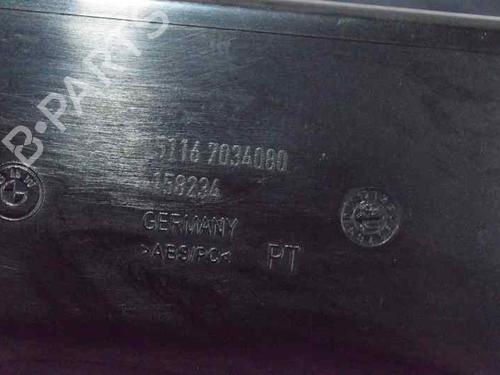 B-PARTS
5116 7034080
158234
GERMANY
>ABS/PC<
PT